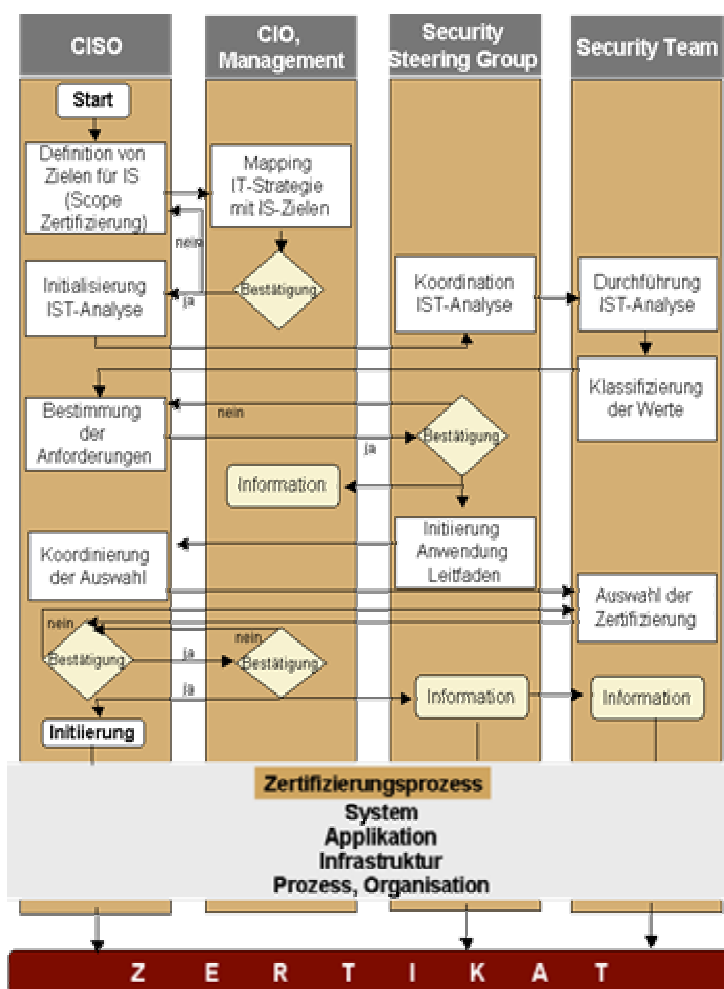 CISO
CIO,
Management
Security
Steering Group
Security Team
Start
Definition von
Zielen für IS
(Scope
Zertifizierung)
Mapping
IT-Strategie
mit IS-Zielen
nein
ja
Bestätigung
Initialisierung
IST-Analyse
Koordination
IST-Analyse
Durchführung
IST-Analyse
Klassifizierung
der Werte
Bestimmung
der
Anforderungen
nein
ja
Bestätigung
Information
Initiierung
Anwendung
Leitfaden
Koordinierung
der Auswahl
Auswahl der
Zertifizierung
nein
Bestätigung
ja
nein
Bestätigung
ja
Information
Information
Initiierung
Zertifizierungsprozess
System
Applikation
Infrastruktur
Prozess, Organisation
Z E R T I K A T